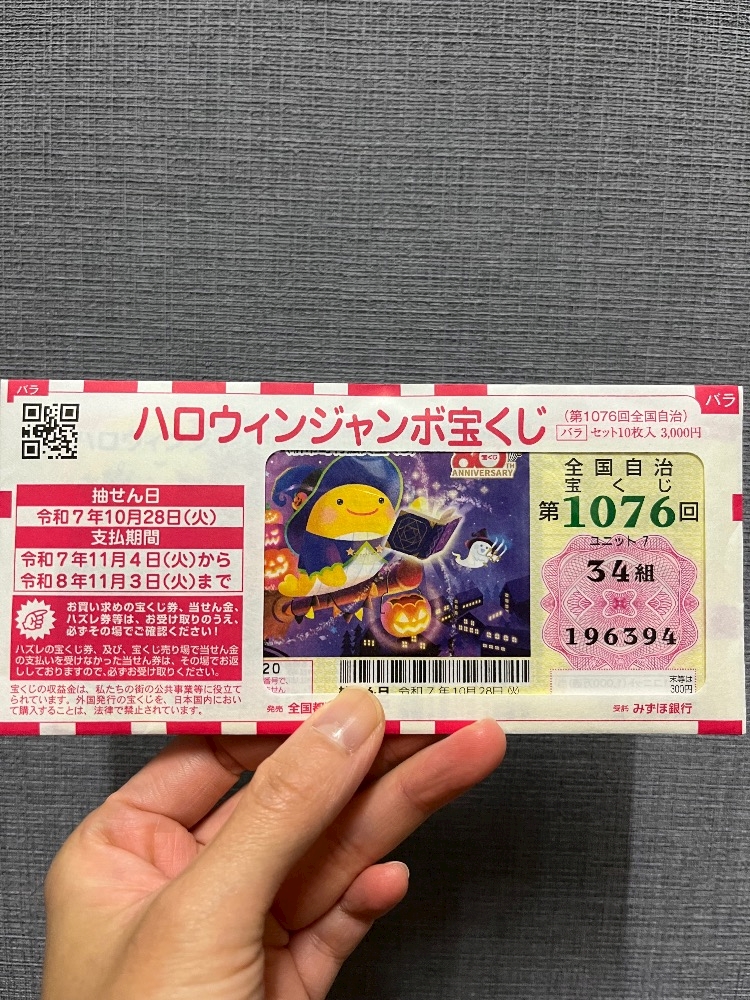 バラ
バラ
ハロウィンジャンボ宝くじ
(第1076回全国自治)
バラ セット10枚入 3,000円
抽せん日
令和7年10月28日(火)
支払期間
令和7年11月4日(火)から
令和8年11月3日(火)まで
お買い求めの宝くじ券、当せん金、
ハズレ券等は、お受け取りのうえ、
必ずその場でご確認ください!
ハズレの宝くじ券、及び、宝くじ売り場で当せん金
の支払いを受けなかった当せん券は、その場でお返
ししておりますので、必ずお受け取りください。
宝くじの収益金は、私たちの街の公共事業等に役立て
られています。外国発行の宝くじを、日本国内におい
て購入することは、法律で禁止されています。
宝くじ
ANNIVERSARY
TH
全国自治
宝くじ
第1076回
ユニット7
34組
196394
20
令和7年10月28日(火)
末等は
300円
発売 全国都
受託 みずほ銀行